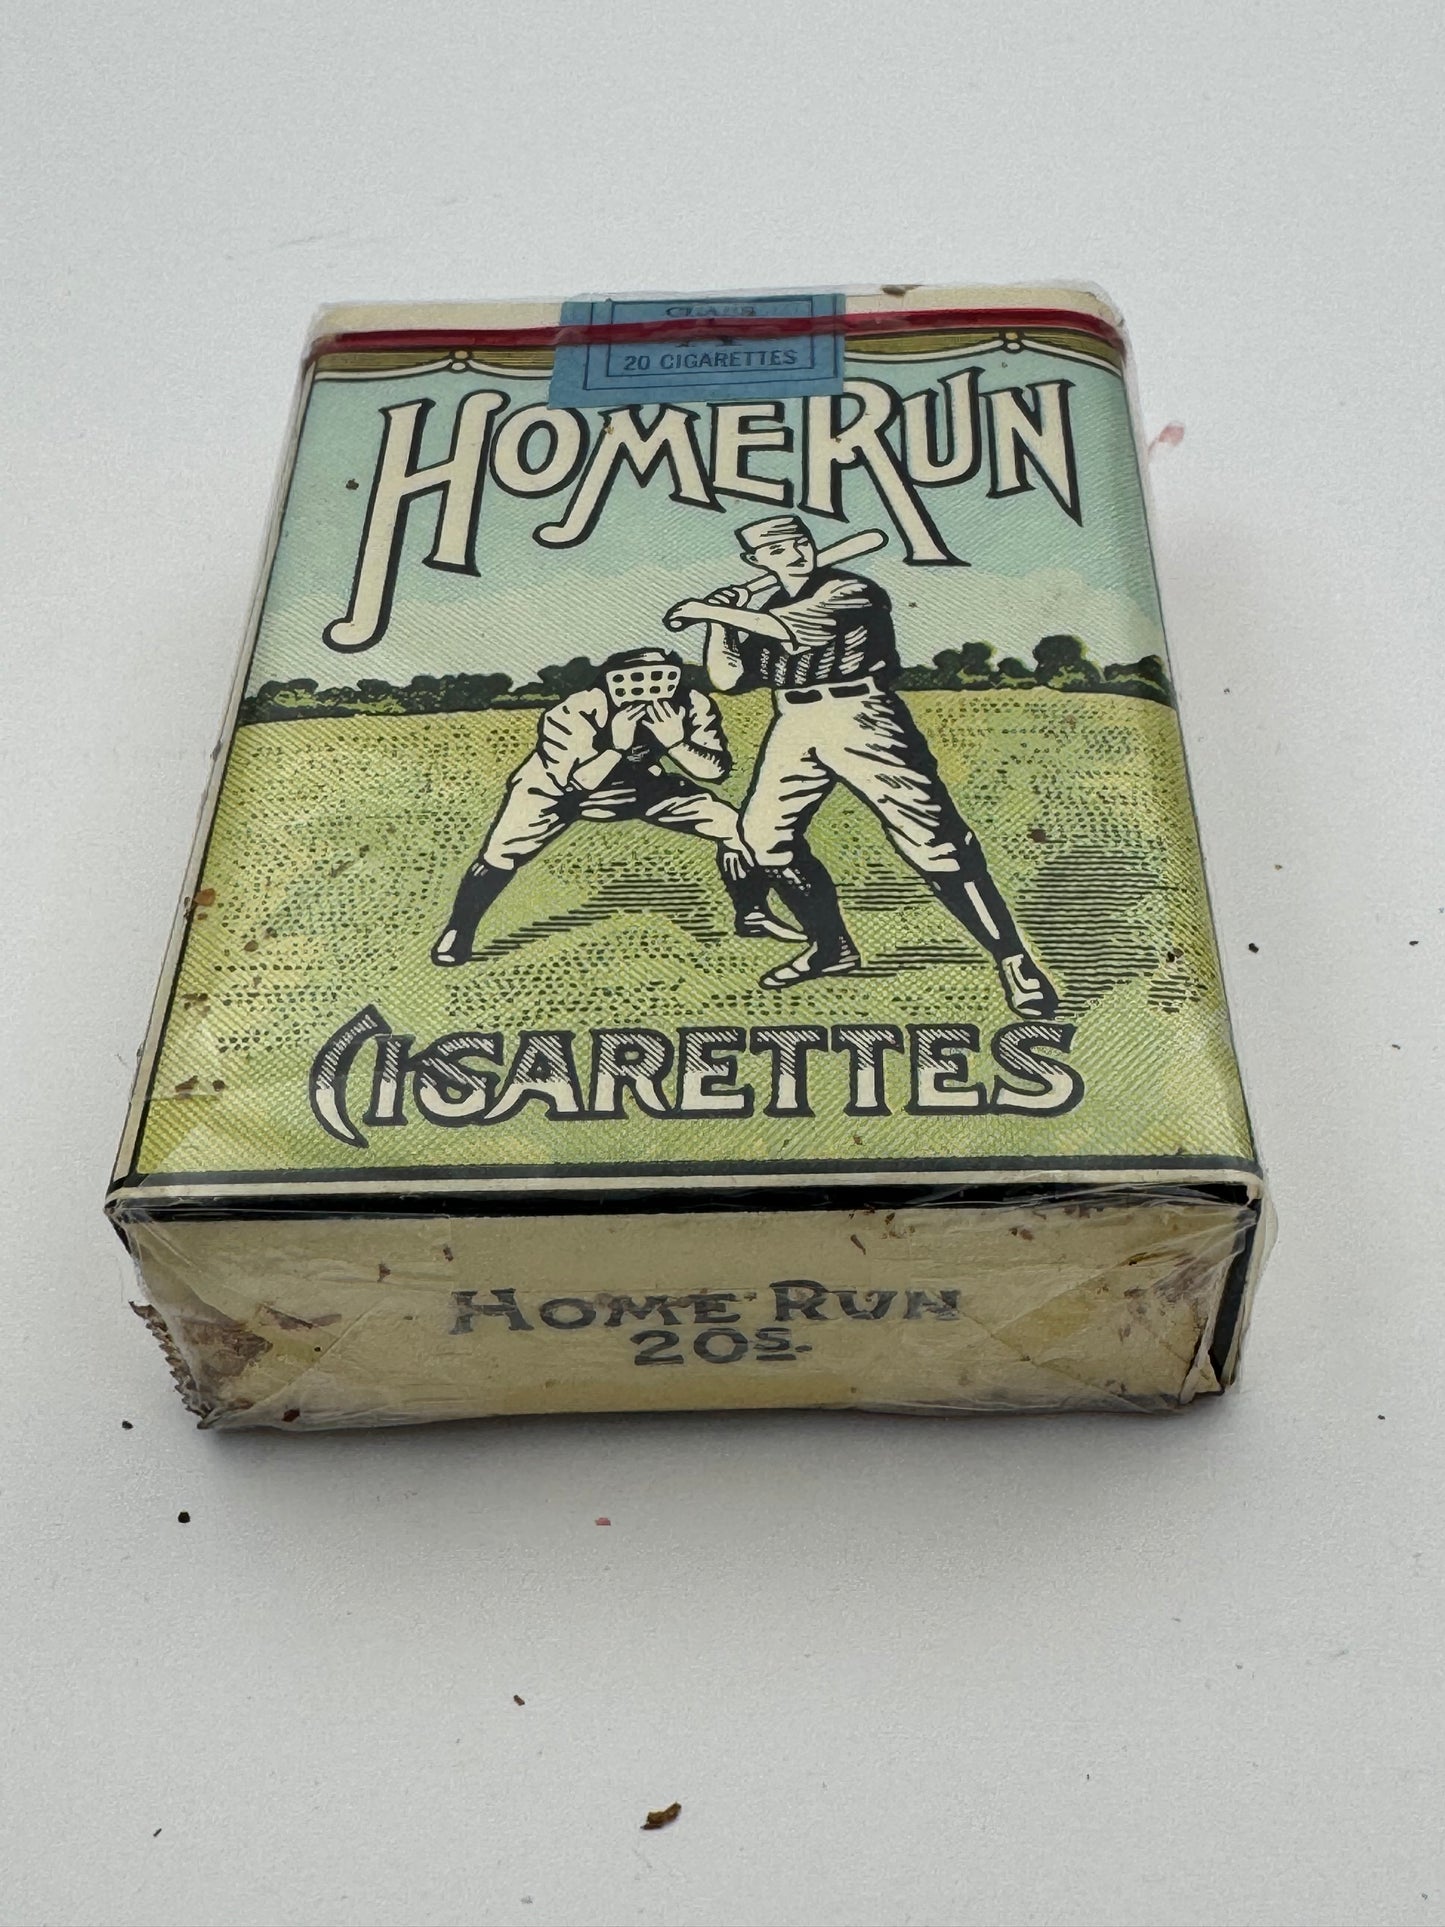 20 CIGARETTES
HOME RUN
CIGARETTES
HOME RUN
20s.